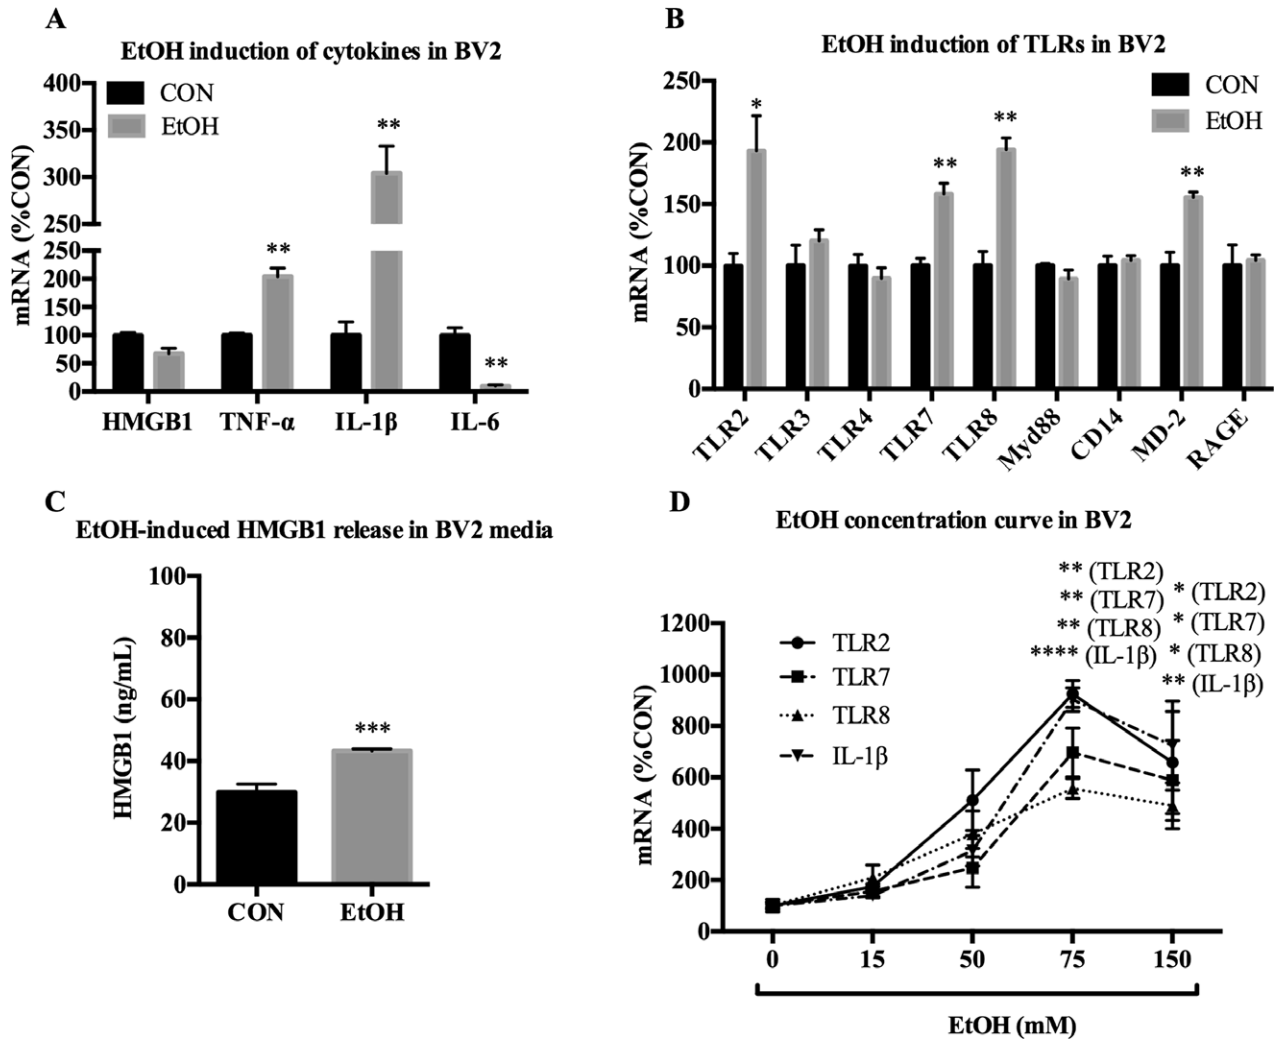 A
EtOH induction of cytokines in BV2
CON
EtOH
mRNA (%CON)
400
350
300
250
250
200
150
100
50
0
**
**
**
HMGB1 TNF-α IL-1β IL-6
B
EtOH induction of TLRs in BV2
CON
EtOH
mRNA (%CON)
250
200
150
100
50
0
*
**
**
**
TLR2 TLR3 TLR4 TLR7 TLR8 Myd88 CD14 MD-2 RAGE
C
EtOH-induced HMGB1 release in BV2 media
HMGB1 (ng/mL)
100
80
60
40
20
0
***
CON EtOH
D
EtOH concentration curve in BV2
** (TLR2)
** (TLR7)
** (TLR8)
**** (IL-1β)
* (TLR2)
* (TLR7)
* (TLR8)
** (IL-1β)
TLR2
TLR7
TLR8
IL-1β
mRNA (%CON)
1200
1000
800
600
400
200
0
0 15 50 75 150
EtOH (mM)